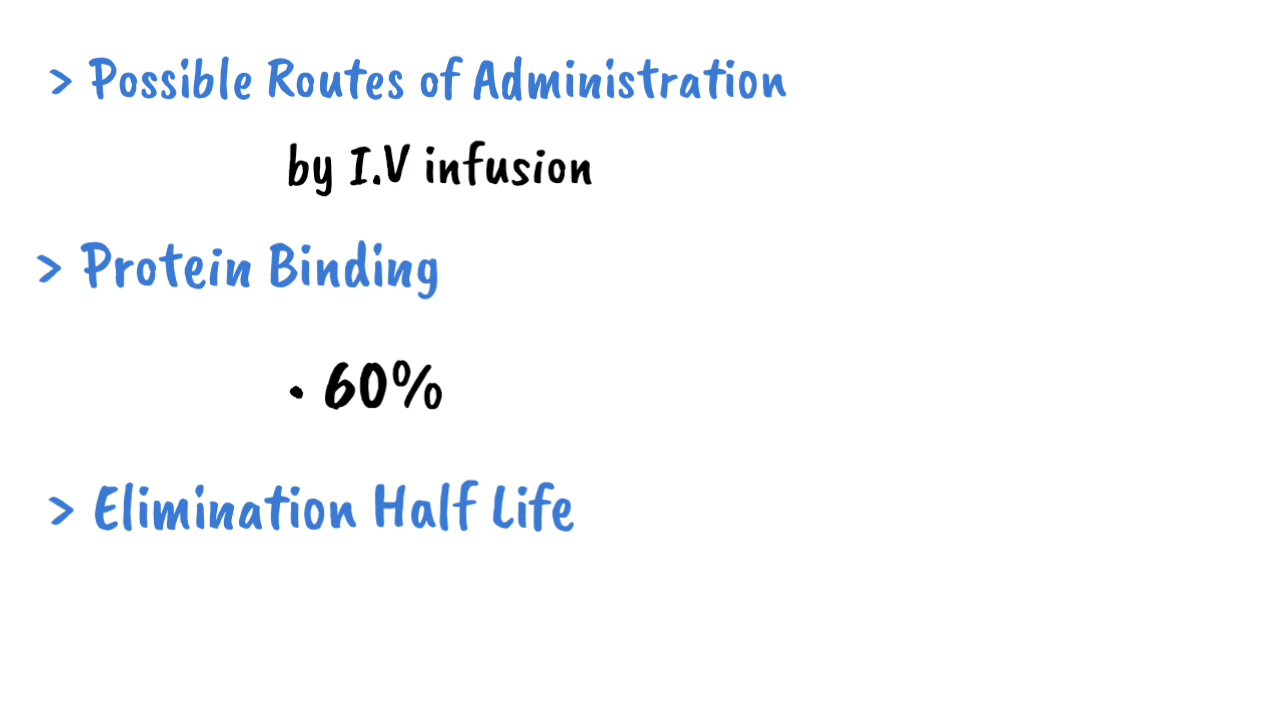 > Possible Routes of Administration
by I.V infusion
> Protein Binding
• 60%
> Elimination Half Life